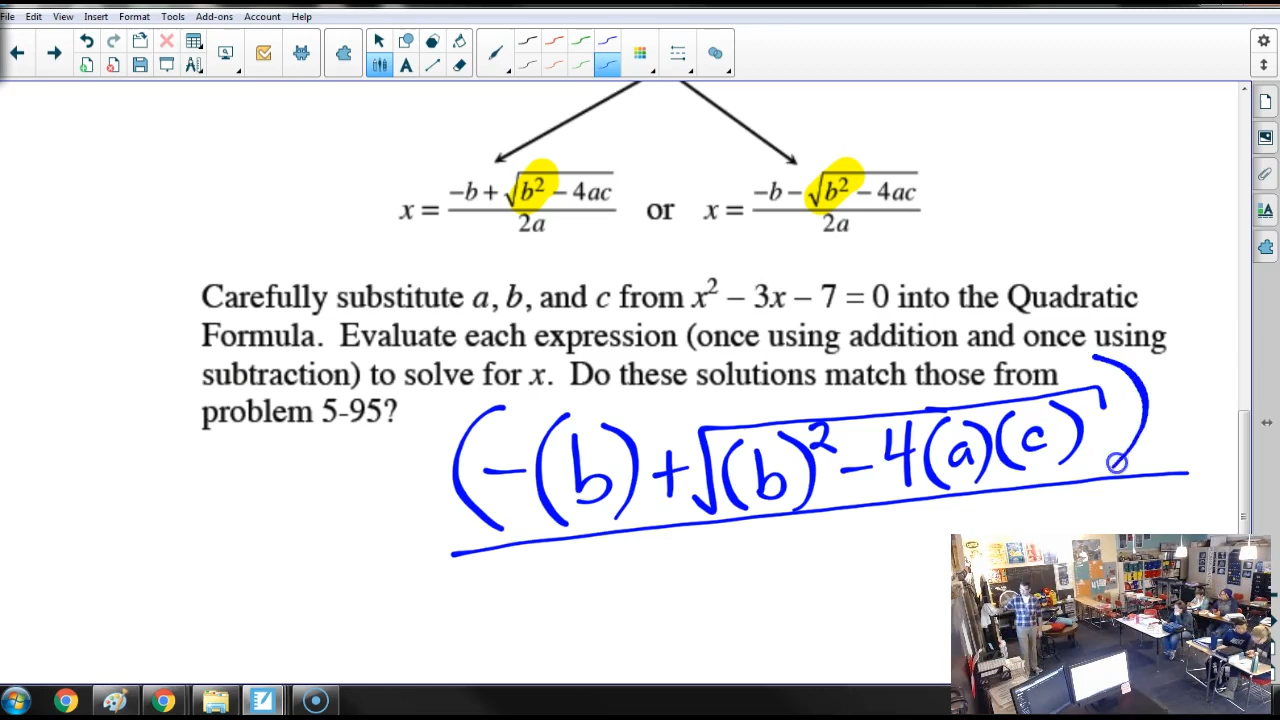 File Edit View Insert Format Tools Add-ons Account Help
x = (−b + √(b² − 4ac)) / 2a or x = (−b − √(b² − 4ac)) / 2a
Carefully substitute a, b, and c from x² − 3x − 7 = 0 into the Quadratic
Formula. Evaluate each expression (once using addition and once using
subtraction) to solve for x. Do these solutions match those from
problem 5-95?
(−(b) + √((b)² − 4(a)(c)))